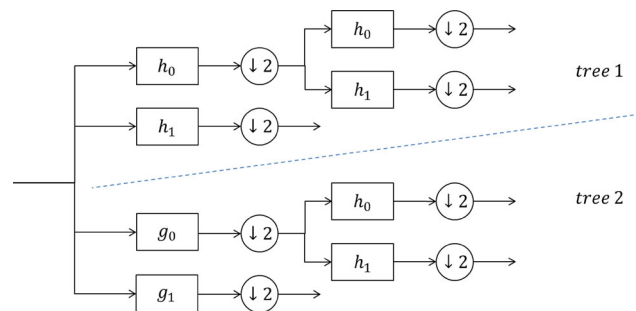 h₀ ↓ 2
h₀ ↓ 2 h₁ ↓ 2 tree 1
h₁ ↓ 2
h₀ ↓ 2 tree 2
g₀ ↓ 2 h₁ ↓ 2
g₁ ↓ 2